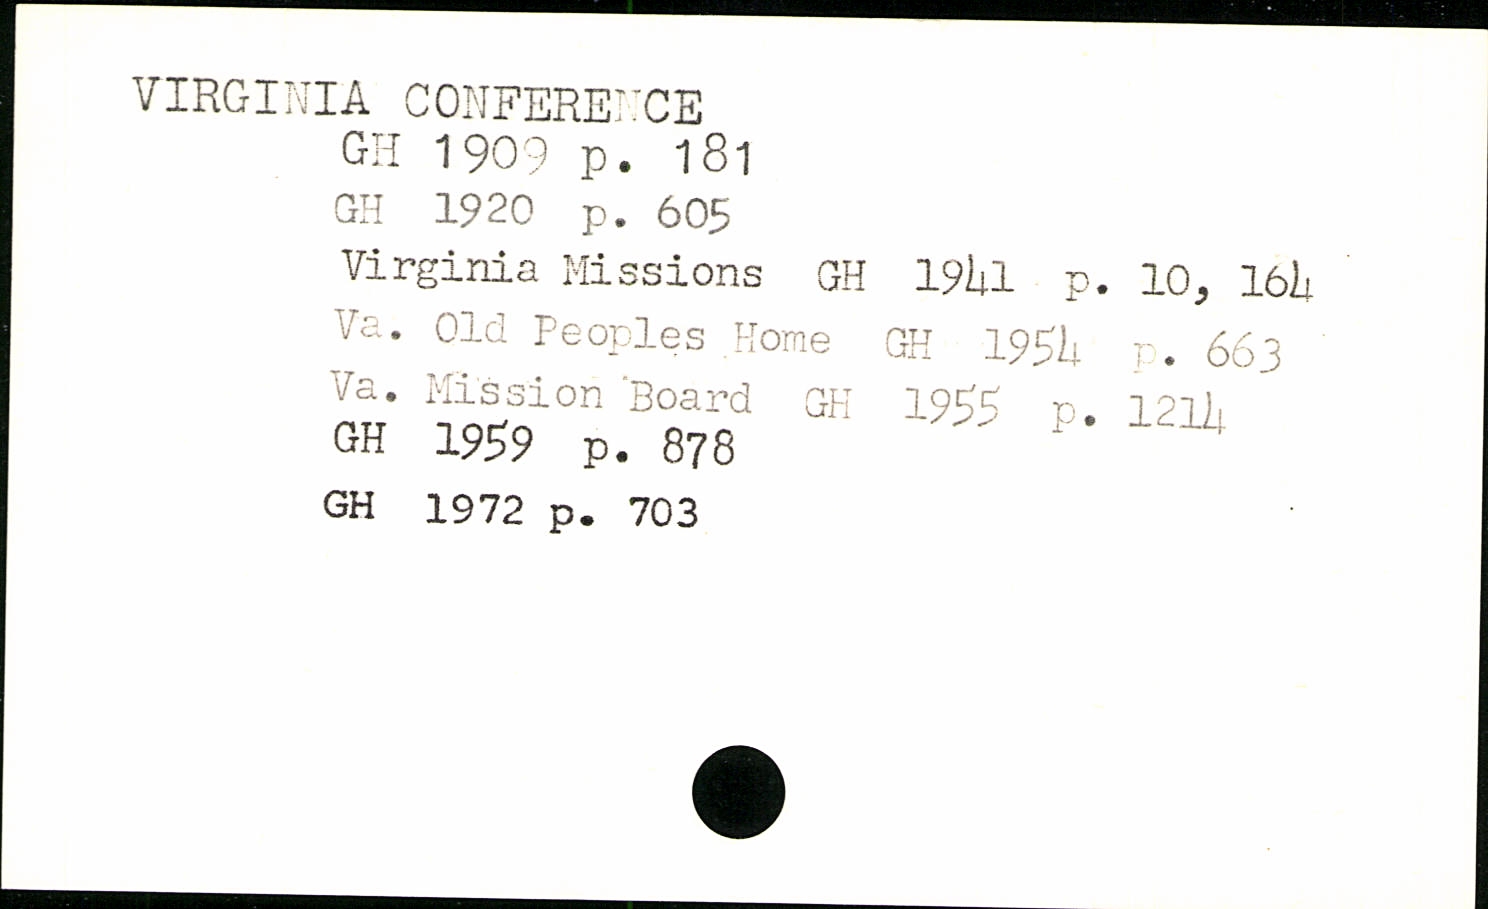 VIRGINIA CONFERENCE
GH 1909 p. 181
GH 1920 p. 605
Virginia Missions GH 1941 p. 10, 164
Va. Old Peoples Home GH 1954 p. 663
Va. Mission Board GH 1955 p. 1214
GH 1959 p. 878
GH 1972 p. 703